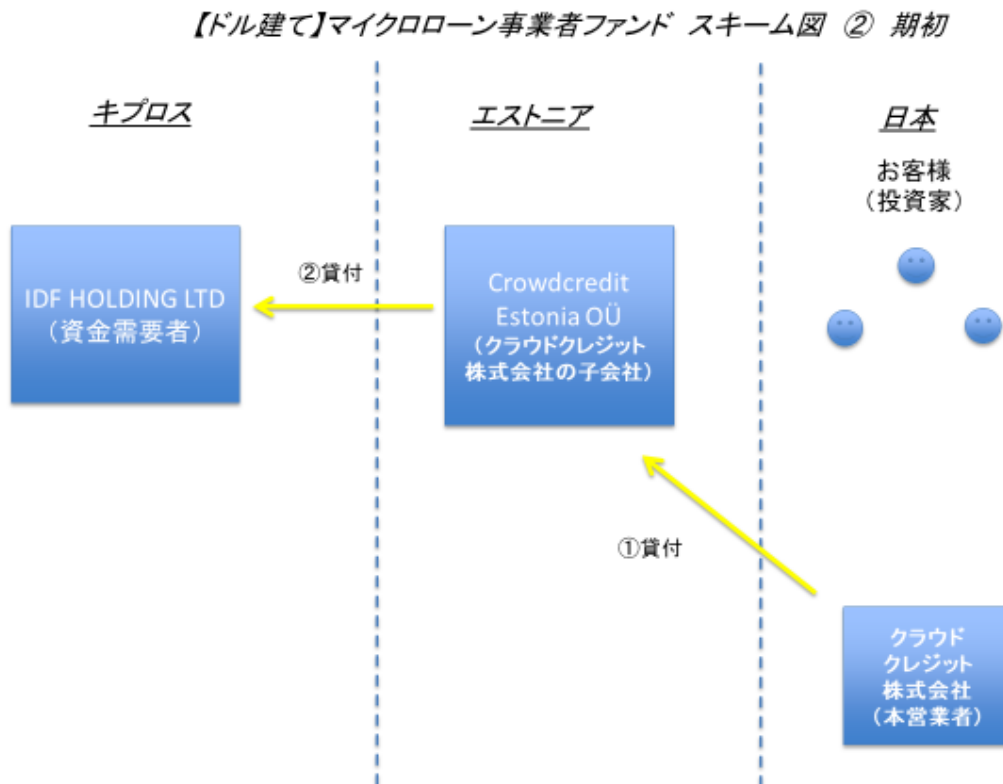 【ドル建て】マイクロローン事業者ファンド スキーム図 ② 期初
キプロス
エストニア
日本
お客様
（投資家）
IDF HOLDING LTD
（資金需要者）
②貸付
Crowdcredit
Estonia OÜ
（クラウドクレジット
株式会社の子会社）
①貸付
クラウド
クレジット
株式会社
（本営業者）